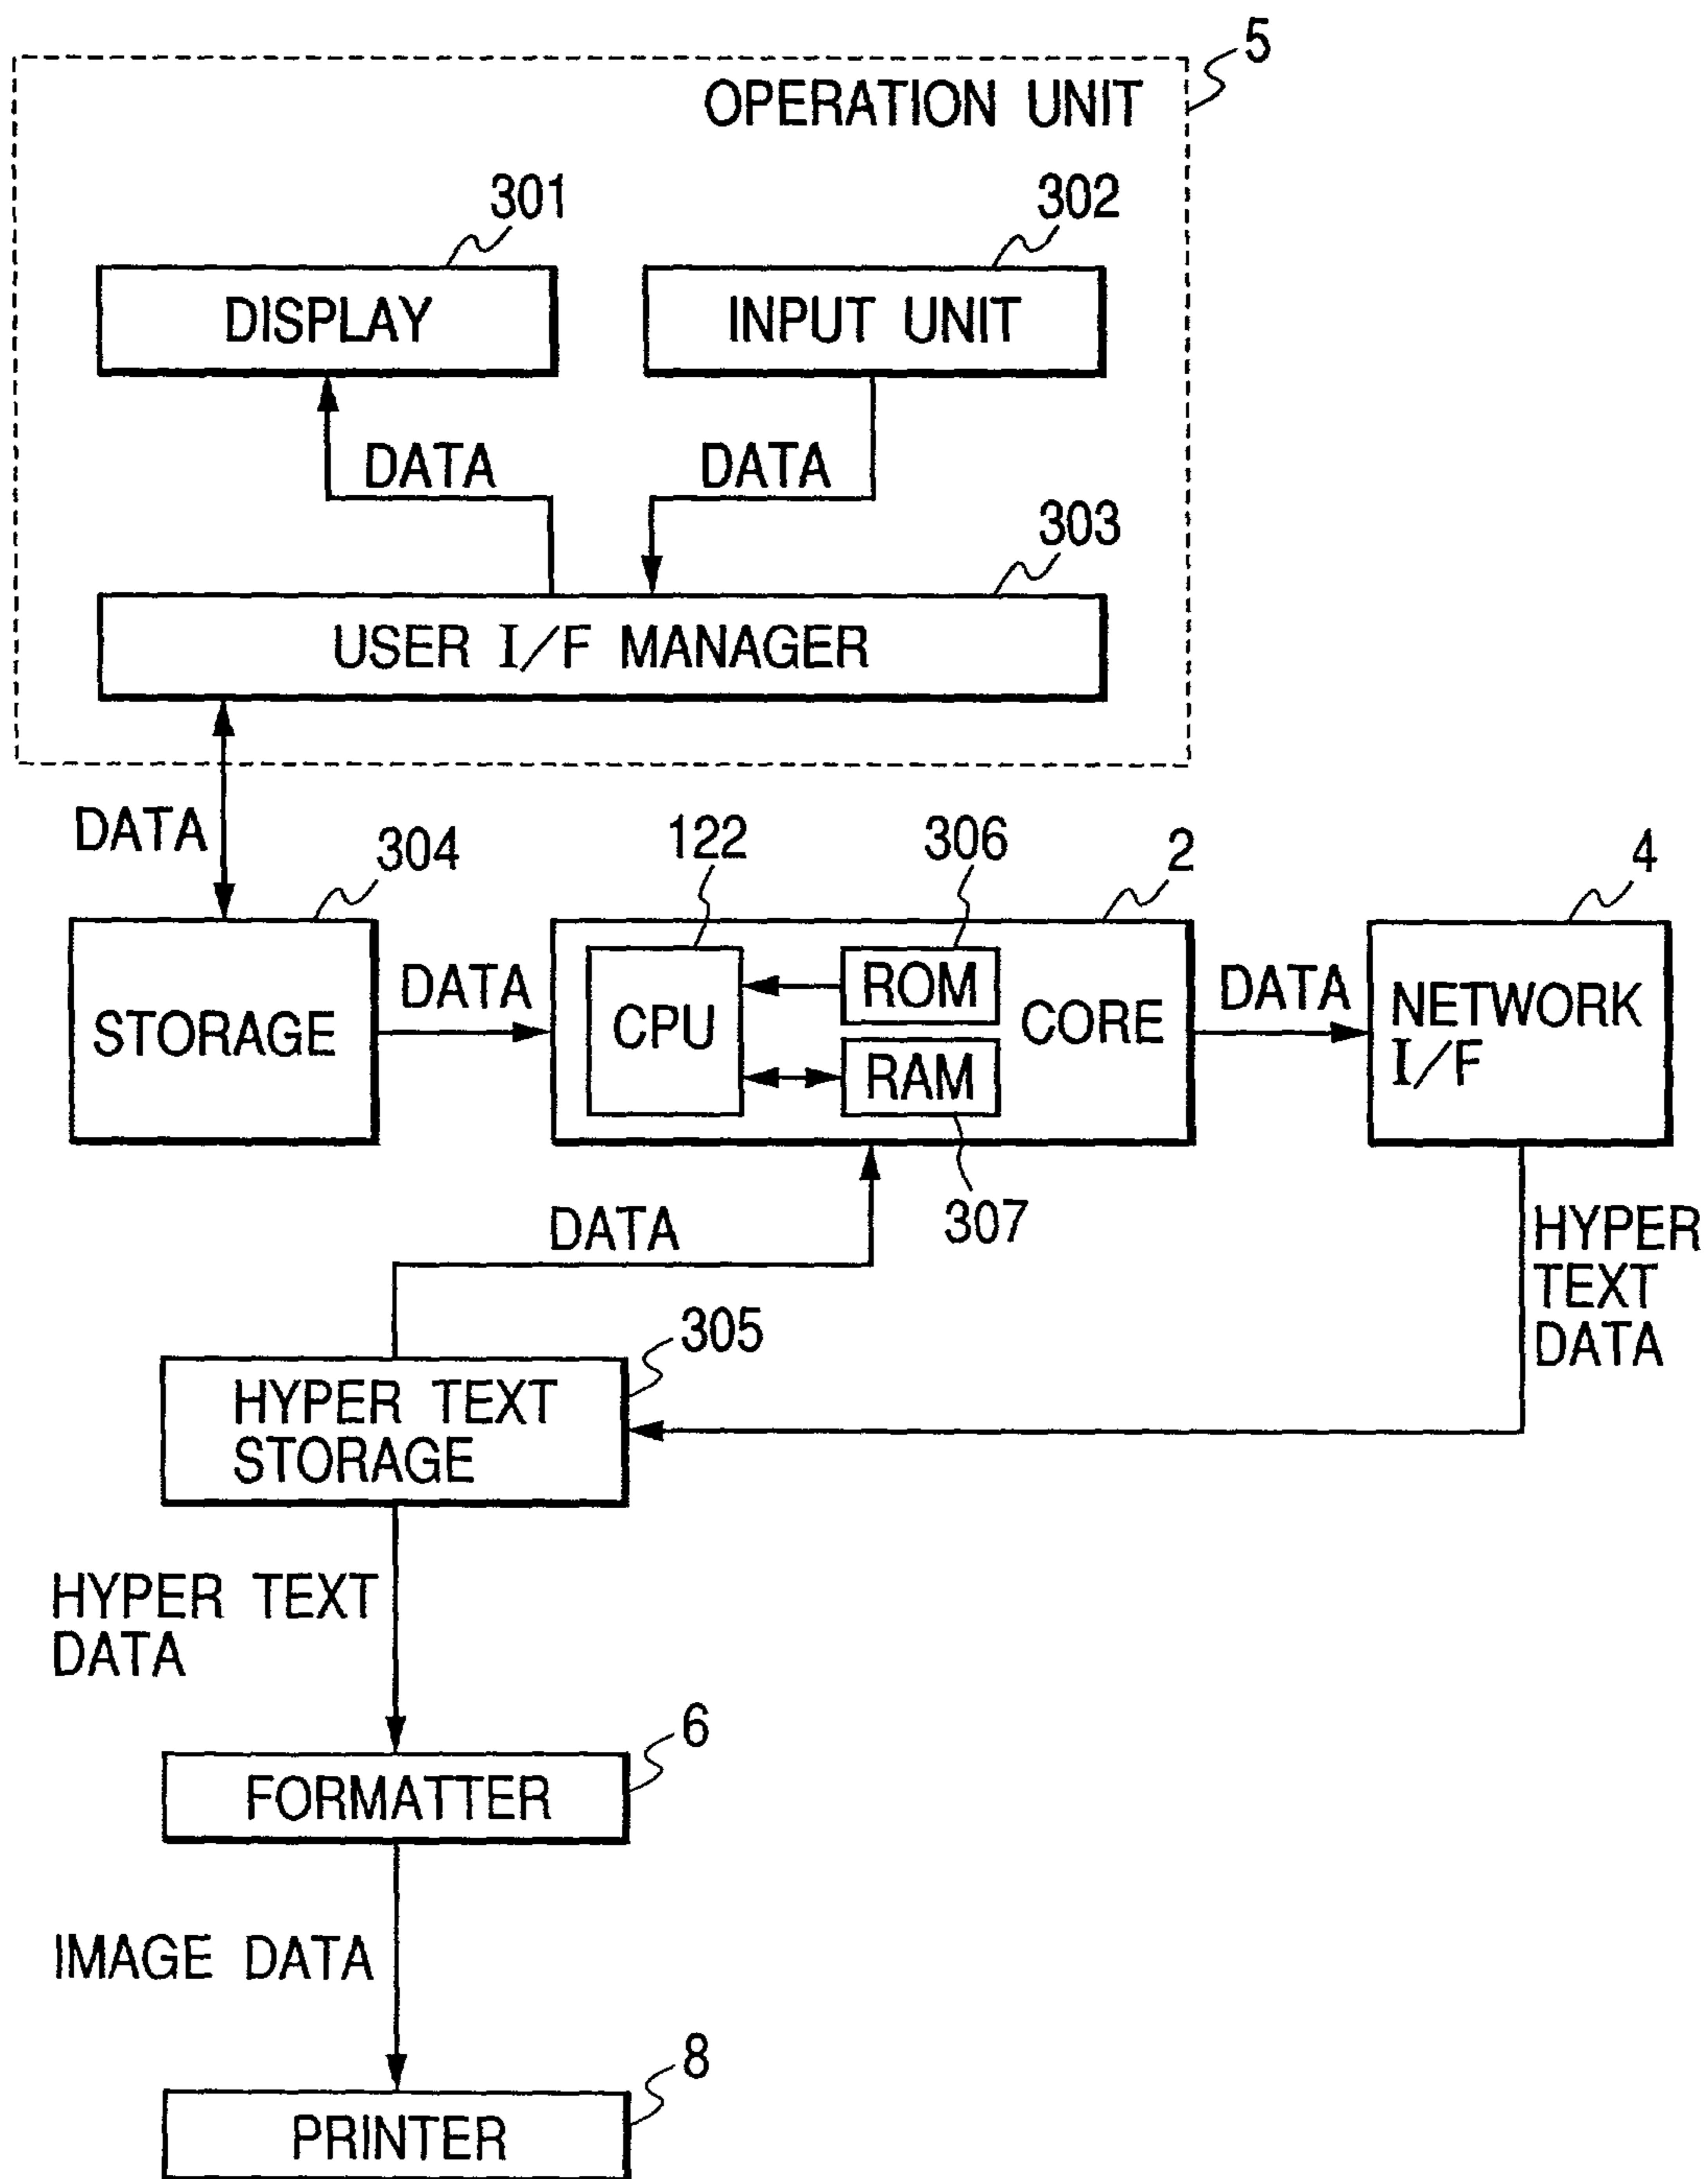 5
OPERATION UNIT
301
302
DISPLAY
INPUT UNIT
DATA
DATA
303
USER I/F MANAGER
DATA
304
122
306
2
4
STORAGE
DATA
CPU
ROM
RAM
CORE
DATA
NETWORK
I/F
307
DATA
HYPER
TEXT
DATA
305
HYPER TEXT
STORAGE
HYPER TEXT
DATA
6
FORMATTER
IMAGE DATA
8
PRINTER